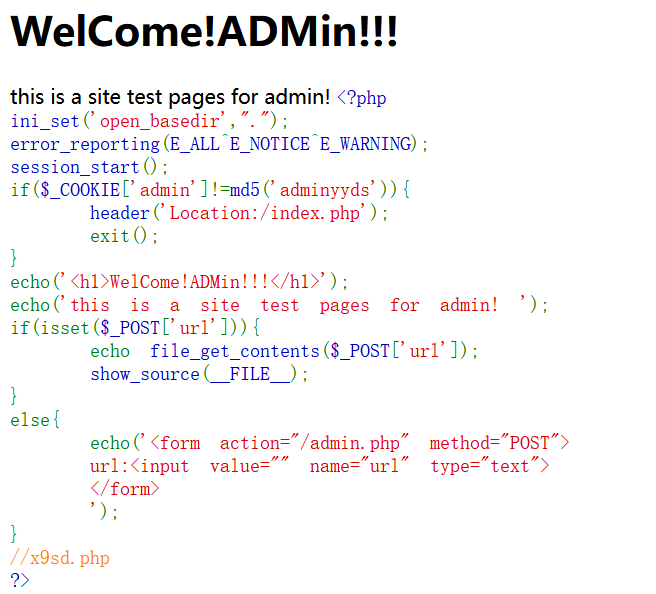 WelCome!ADMin!!!
this is a site test pages for admin! <?php
ini_set('open_basedir',".");
error_reporting(E_ALL^E_NOTICE^E_WARNING);
session_start();
if($_COOKIE['admin']!=md5('adminyyds')){
header('Location:/index.php');
exit();
}
echo('<h1>WelCome!ADMin!!!</h1>');
echo('this is a site test pages for admin! ');
if(isset($_POST['url'])){
echo file_get_contents($_POST['url']);
show_source(__FILE__);
}
else{
echo('<form action="/admin.php" method="POST">
url:<input value="" name="url" type="text">
</form>
');
}
//x9sd.php
?>